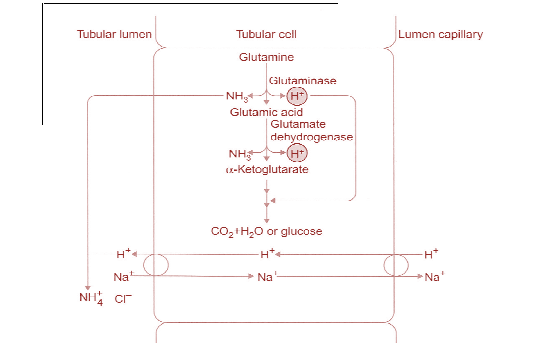 Tubular lumen Tubular cell Lumen capillary
Glutamine
Glutaminase
NH₃ H⁺
Glutamic acid
Glutamate
dehydrogenase
NH₃ H⁺
α-Ketoglutarate
CO₂+H₂O or glucose
H⁺ H⁺ H⁺
Na⁺ Na⁺ Na⁺
NH₄⁺ Cl⁻